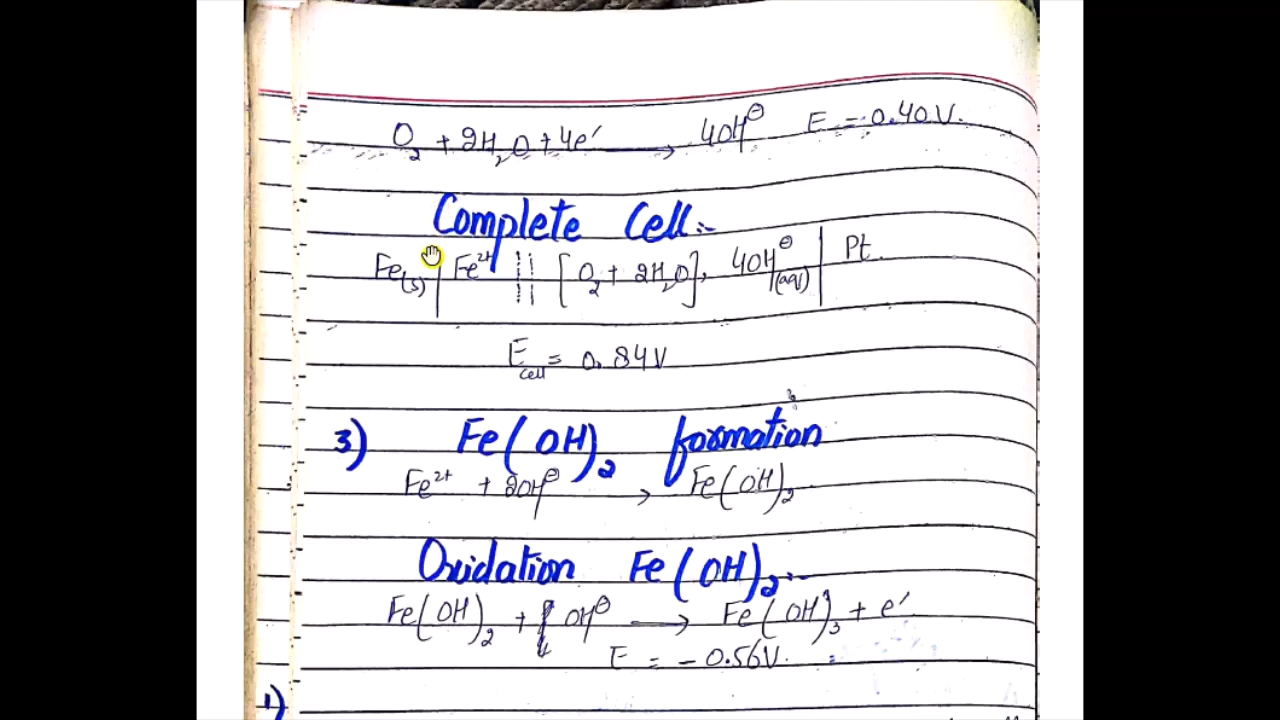 O₂ + 2H₂O + 4e′ → 4OH⊖ E = 0.40V.
Complete Cell:-
Fe(s) | Fe²⁺ ¦¦ [O₂ + 2H₂O], 4OH⊖(aq) | Pt.
Ecell = 0.84V
3) Fe(OH)₂ formation
Fe²⁺ + 2OH⊖ → Fe(OH)₂
Oxidation Fe(OH)₂:-
Fe(OH)₂ + OH⊖ → Fe(OH)₃ + e′
E = -0.56V.
1)